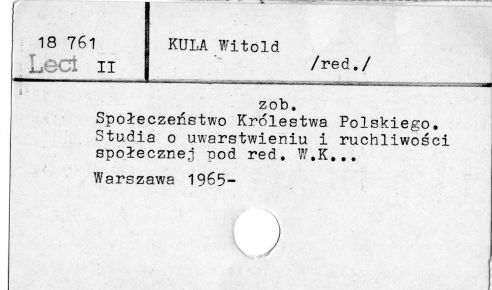 18 761
Lect II
KULA Witold
/red./
zob.
Społeczeństwo Królestwa Polskiego.
Studia o uwarstwieniu i ruchliwości
społecznej pod red. W.K...
Warszawa 1965-